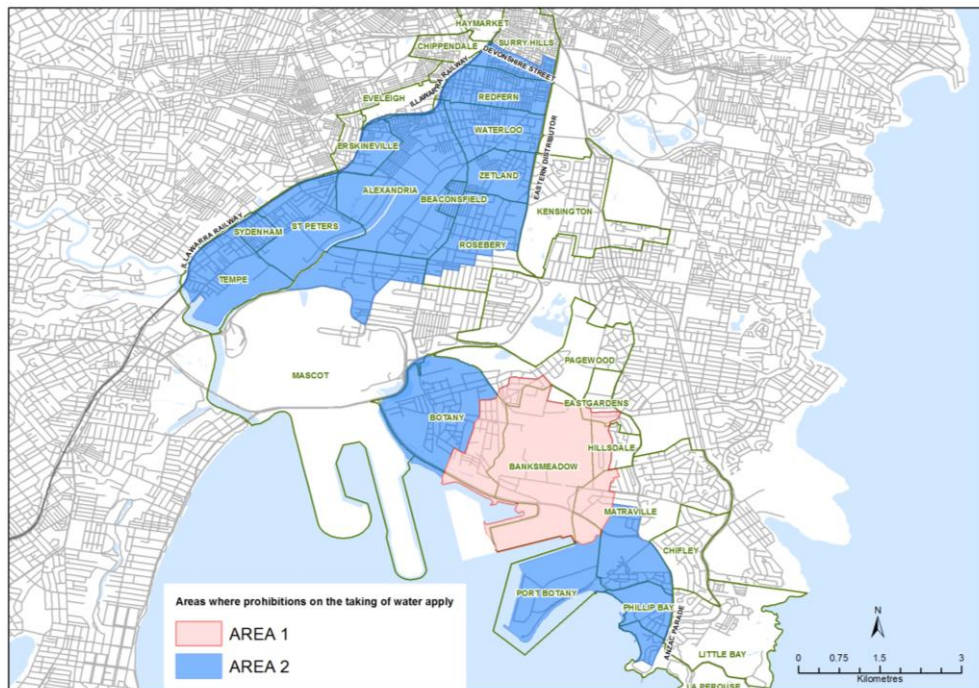 HAYMARKET
CHIPPENDALE
SURRY HILLS
DEVONSHIRE STREET
ILLAWARRA RAILWAY
EVELEIGH
REDFERN
ERSKINEVILLE
WATERLOO
ZETLAND
EASTERN DISTRIBUTOR
ALEXANDRIA
BEACONSFIELD
KENSINGTON
ILLAWARRA RAILWAY
SYDENHAM
ST PETERS
ROSEBERY
TEMPE
PAGEWOOD
MASCOT
EASTGARDENS
BOTANY
HILLSDALE
BANKSMEADOW
MATRAVILLE
CHIFLEY
PORT BOTANY
PHILLIP BAY
ANZAC PARADE
LITTLE BAY
LA PEROUSE
Areas where prohibitions on the taking of water apply
AREA 1
AREA 2
N
0 0.75 1.5 3
Kilometres